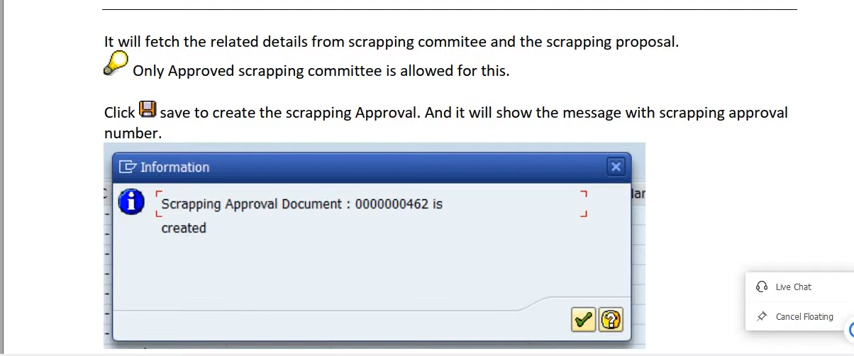 It will fetch the related details from scrapping commitee and the scrapping proposal.
Only Approved scrapping committee is allowed for this.
Click save to create the scrapping Approval. And it will show the message with scrapping approval
number.
Information
Scrapping Approval Document : 0000000462 is
created
Live Chat
Cancel Floating